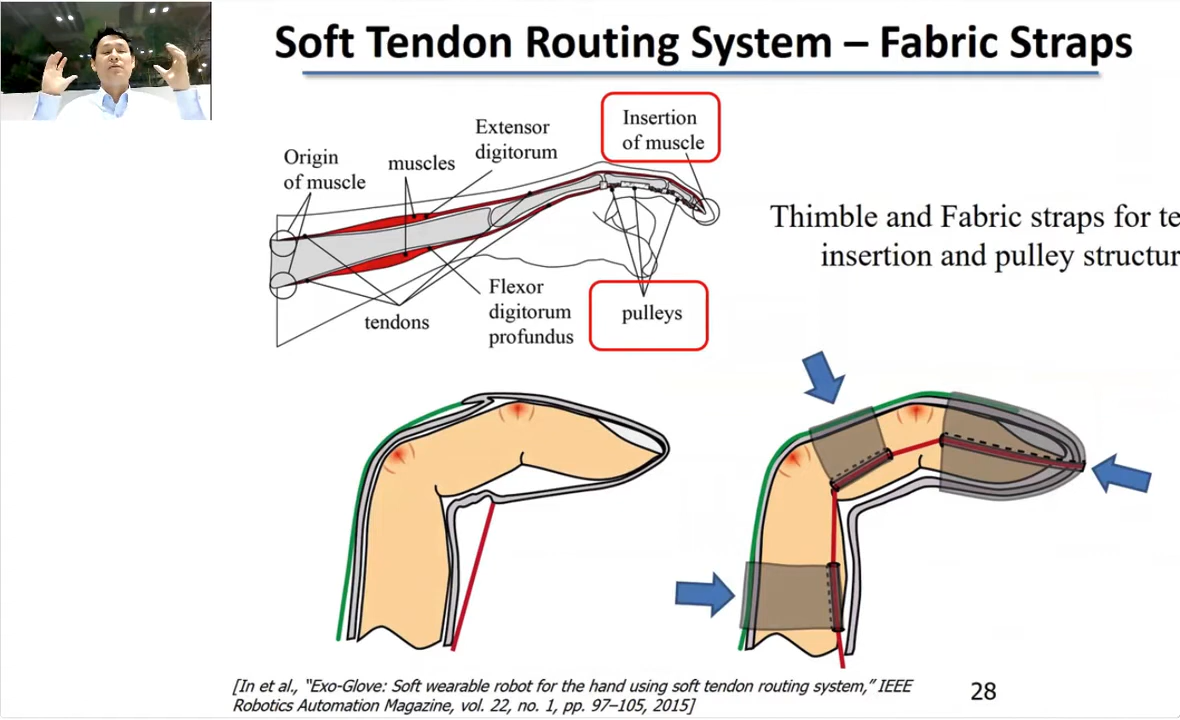 Soft Tendon Routing System – Fabric Straps
Insertion
of muscle
Extensor
digitorum
Origin
of muscle
muscles
Thimble and Fabric straps for te
insertion and pulley structur
Flexor
digitorum
profundus
tendons
pulleys
[In et al., “Exo-Glove: Soft wearable robot for the hand using soft tendon routing system,” IEEE
Robotics Automation Magazine, vol. 22, no. 1, pp. 97–105, 2015]
28